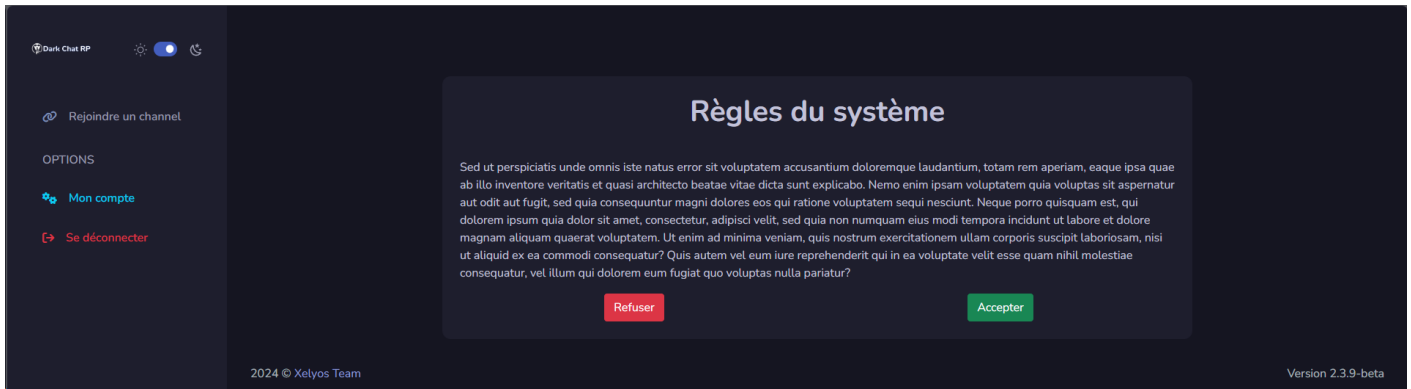 Dark Chat RP
Rejoindre un channel
OPTIONS
Mon compte
Se déconnecter
Règles du système
Sed ut perspiciatis unde omnis iste natus error sit voluptatem accusantium doloremque laudantium, totam rem aperiam, eaque ipsa quae
ab illo inventore veritatis et quasi architecto beatae vitae dicta sunt explicabo. Nemo enim ipsam voluptatem quia voluptas sit aspernatur
aut odit aut fugit, sed quia consequuntur magni dolores eos qui ratione voluptatem sequi nesciunt. Neque porro quisquam est, qui
dolorem ipsum quia dolor sit amet, consectetur, adipisci velit, sed quia non numquam eius modi tempora incidunt ut labore et dolore
magnam aliquam quaerat voluptatem. Ut enim ad minima veniam, quis nostrum exercitationem ullam corporis suscipit laboriosam, nisi
ut aliquid ex ea commodi consequatur? Quis autem vel eum iure reprehenderit qui in ea voluptate velit esse quam nihil molestiae
consequatur, vel illum qui dolorem eum fugiat quo voluptas nulla pariatur?
Refuser
Accepter
2024 © Xelyos Team
Version 2.3.9-beta